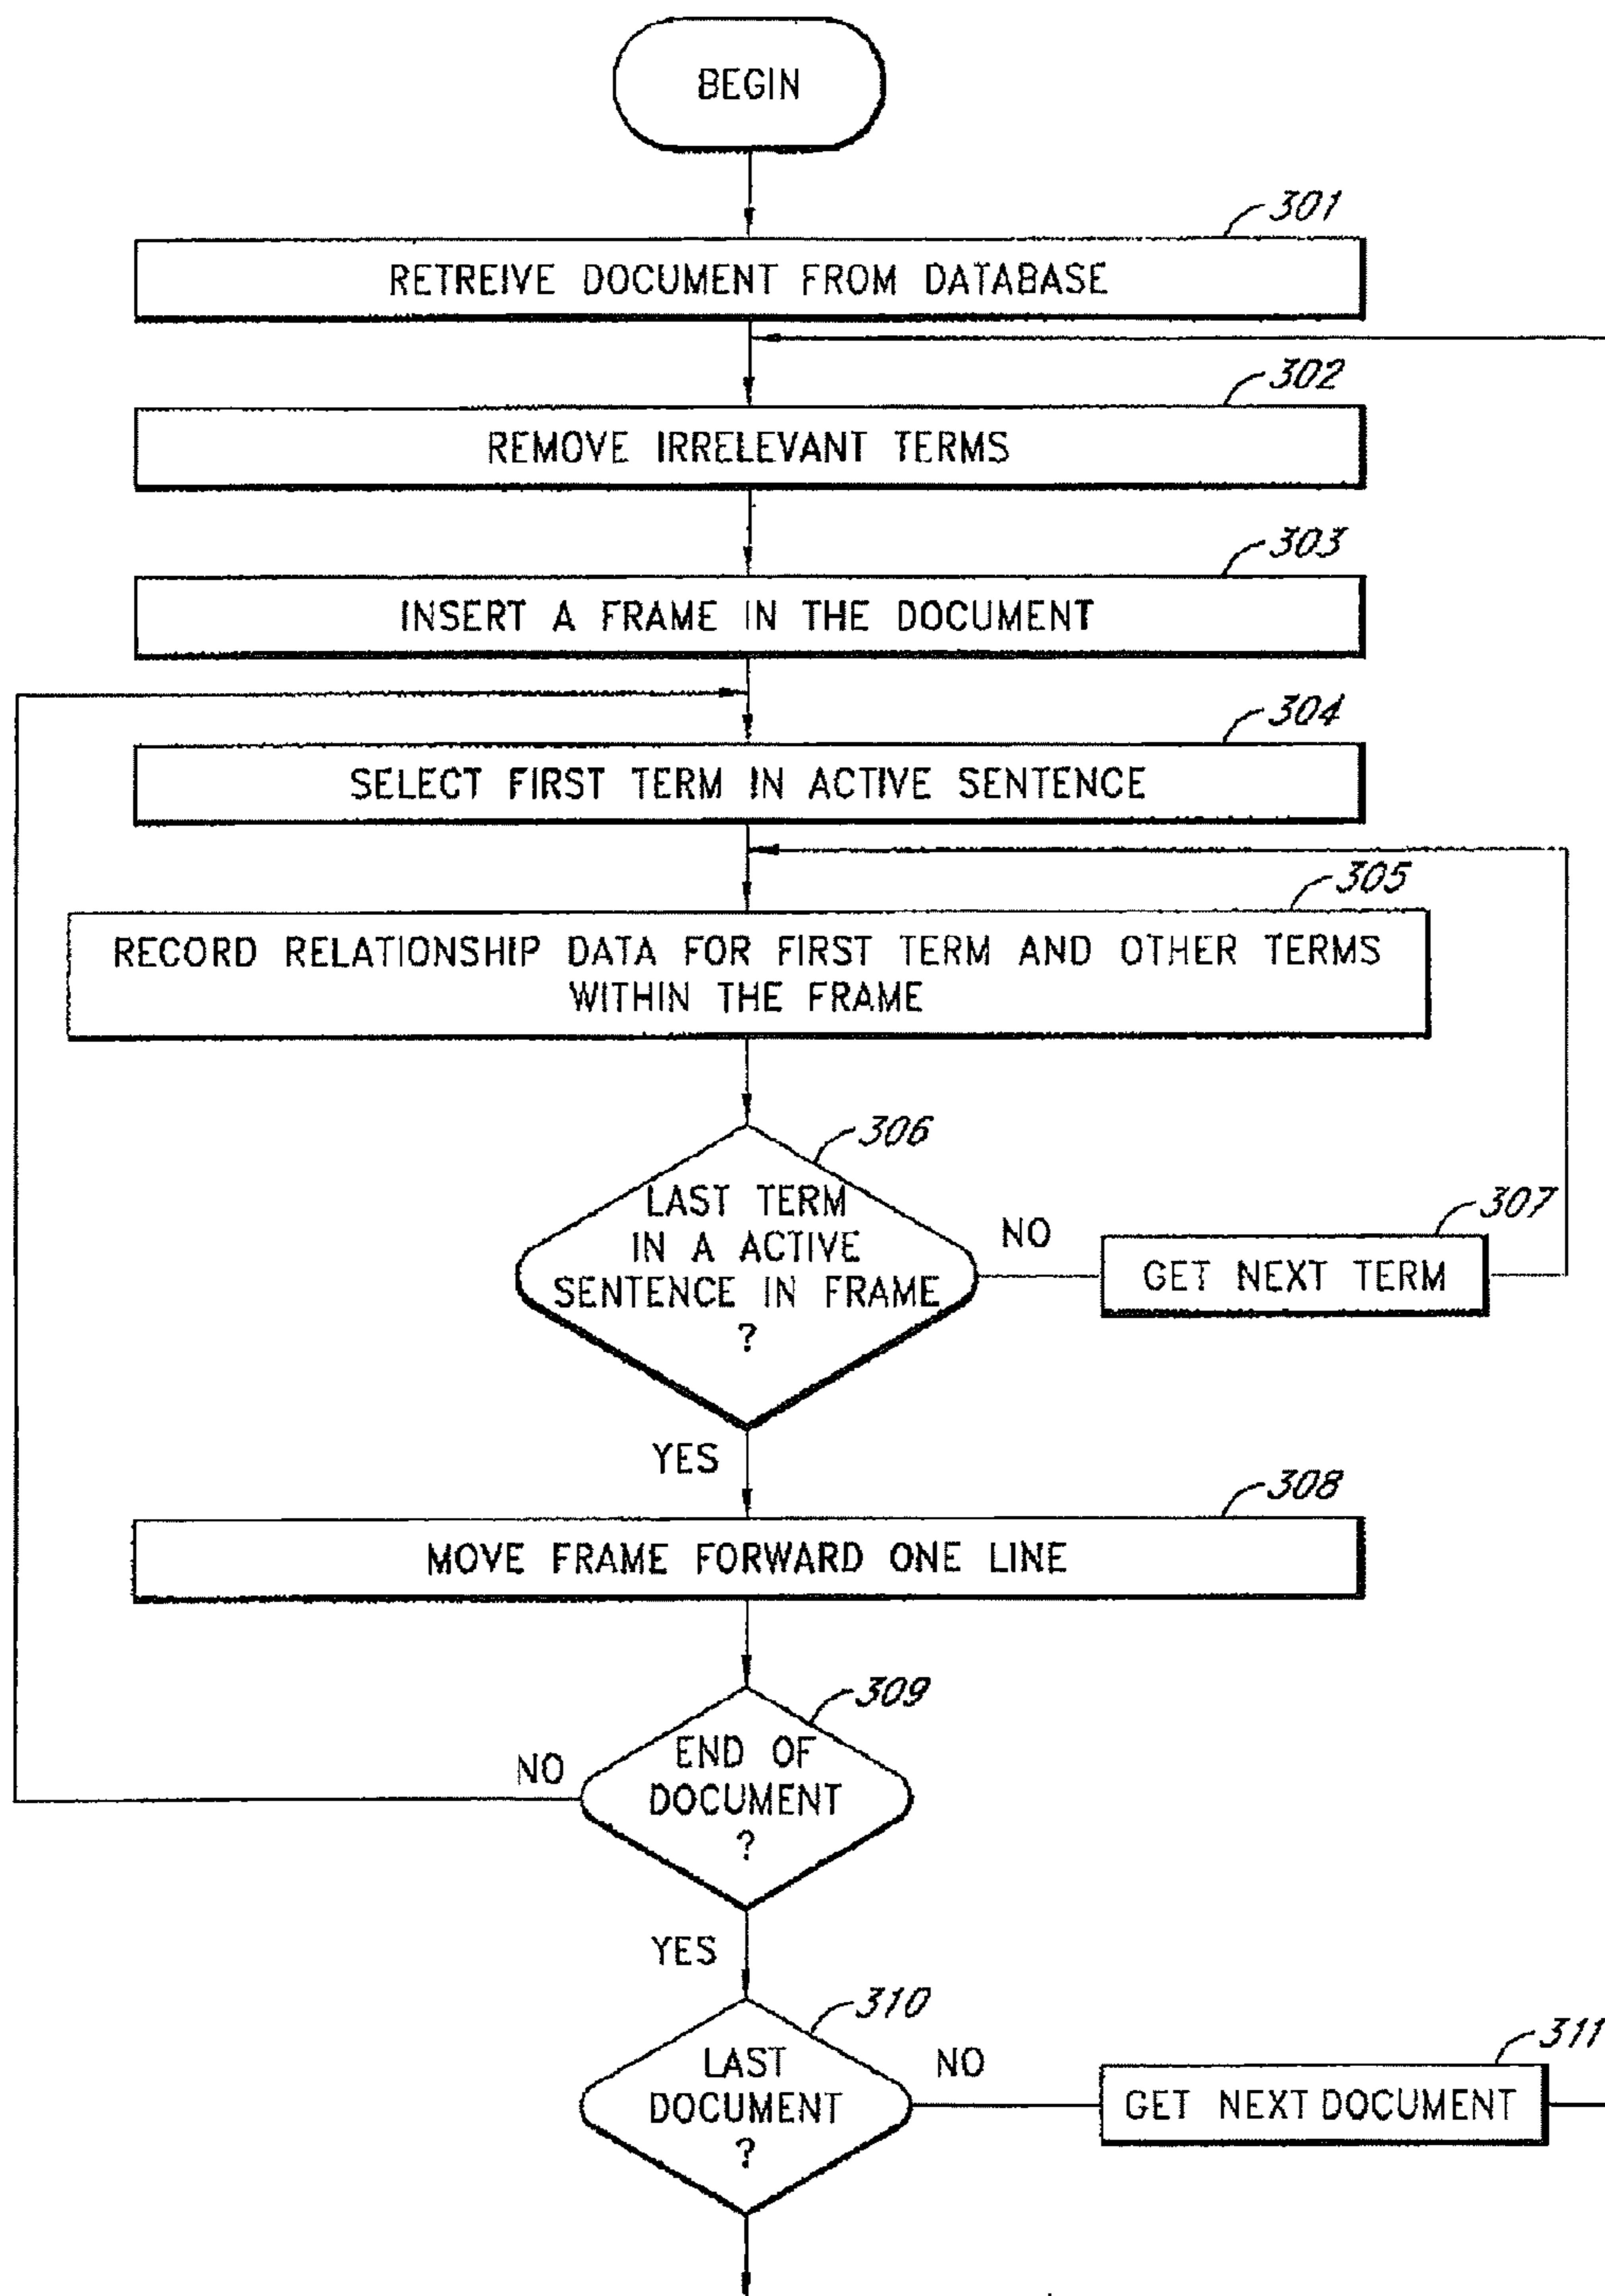 BEGIN
301
RETREIVE DOCUMENT FROM DATABASE
302
REMOVE IRRELEVANT TERMS
303
INSERT A FRAME IN THE DOCUMENT
304
SELECT FIRST TERM IN ACTIVE SENTENCE
305
RECORD RELATIONSHIP DATA FOR FIRST TERM AND OTHER TERMS
WITHIN THE FRAME
306
LAST TERM
IN A ACTIVE
SENTENCE IN FRAME
?
NO
307
GET NEXT TERM
YES
308
MOVE FRAME FORWARD ONE LINE
309
END OF
DOCUMENT
?
NO
YES
310
LAST
DOCUMENT
?
NO
311
GET NEXT DOCUMENT